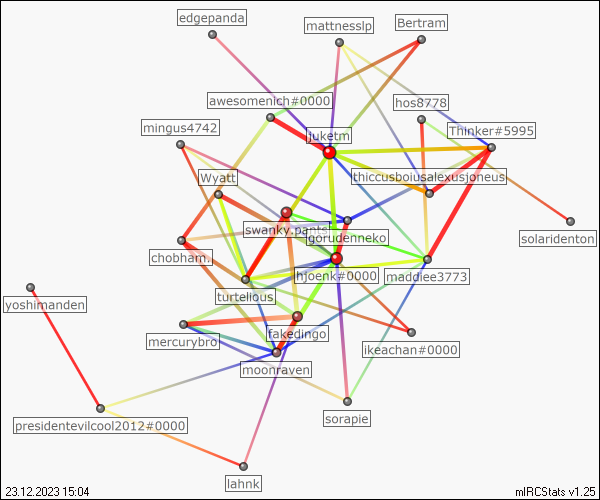 edgepanda
mattnesslp
Bertram
awesomenich#0000
hos8778
mingus4742
juketm
Thinker#5995
Wyatt
thiccusboiusalexusjoneus
swanky.pants
gorudenneko
solaridenton
chobham.
hjoenk#0000
maddiee3773
turtelious
yoshimanden
mercurybro
fakedingo
ikeachan#0000
moonraven
presidentevilcool2012#0000
sorapie
lahnk
23.12.2023 15:04
mIRCStats v1.25